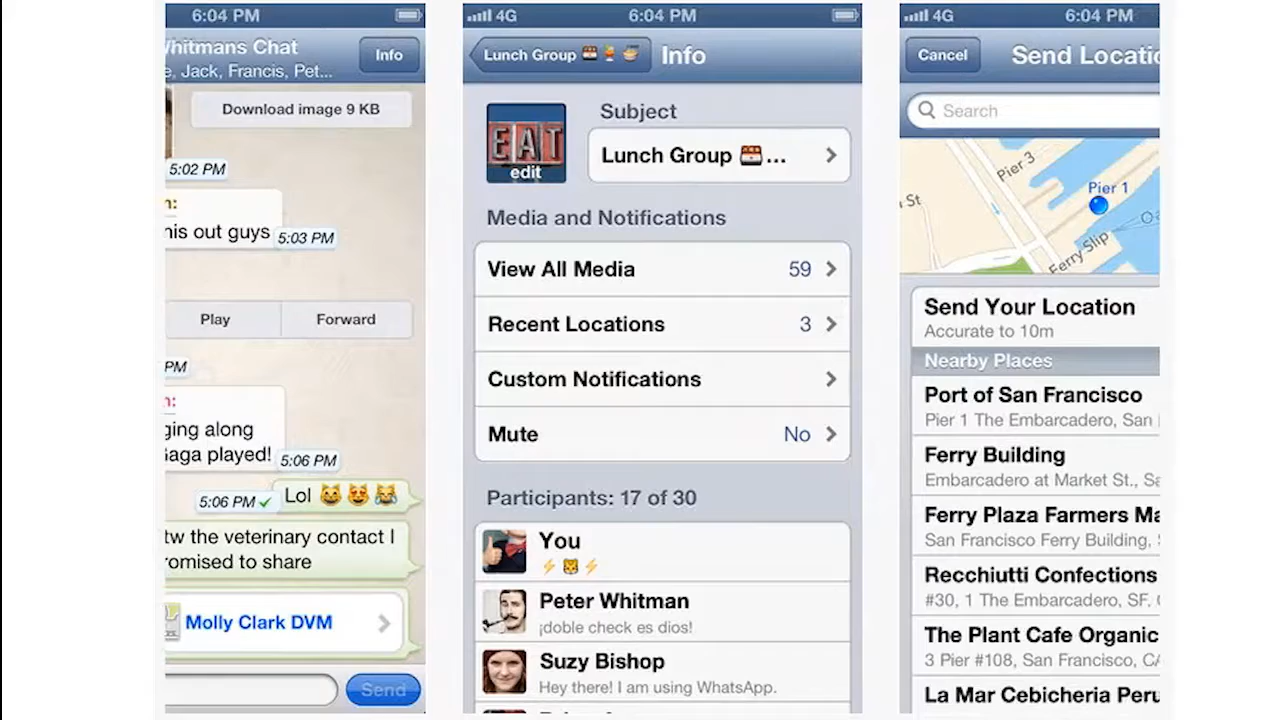 6:04 PM
Whitmans Chat
e, Jack, Francis, Pet...
Info
Download image 9 KB
5:02 PM
n:
his out guys
5:03 PM
Play
Forward
PM
n:
ging along
Gaga played!
5:06 PM
5:06 PM
Lol
tw the veterinary contact I
romised to share
Molly Clark DVM
Send
4G
6:04 PM
Lunch Group
Info
EAT
edit
Subject
Lunch Group ...
Media and Notifications
View All Media 59
Recent Locations 3
Custom Notifications
Mute No
Participants: 17 of 30
You
Peter Whitman
¡doble check es dios!
Suzy Bishop
Hey there! I am using WhatsApp.
4G
6:04 PM
Cancel
Send Locatio
Search
Pier 3
Pier 1
St
Ferry Slip
Send Your Location
Accurate to 10m
Nearby Places
Port of San Francisco
Pier 1 The Embarcadero, San
Ferry Building
Embarcadero at Market St., Sa
Ferry Plaza Farmers Ma
San Francisco Ferry Building,
Recchiutti Confections
#30, 1 The Embarcadero, SF.
The Plant Cafe Organic
3 Pier #108, San Francisco, CA
La Mar Cebicheria Peru